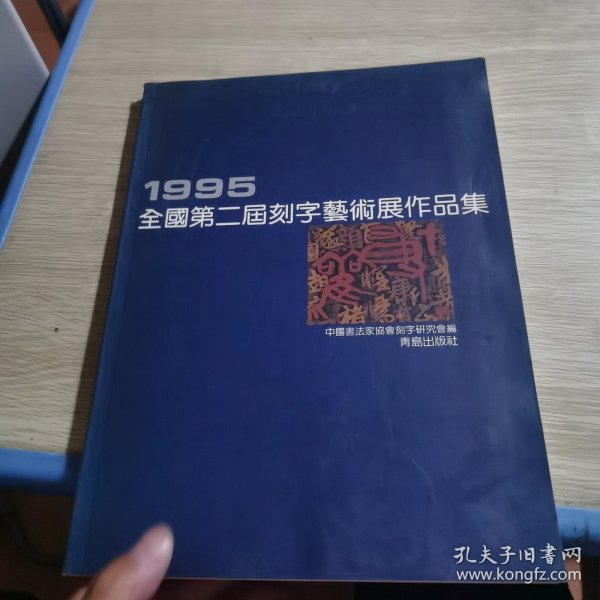 1995
全國第二屆刻字藝術展作品集
中國書法家協會刻字研究會編
青島出版社
孔夫子旧书网
www.kongfz.com